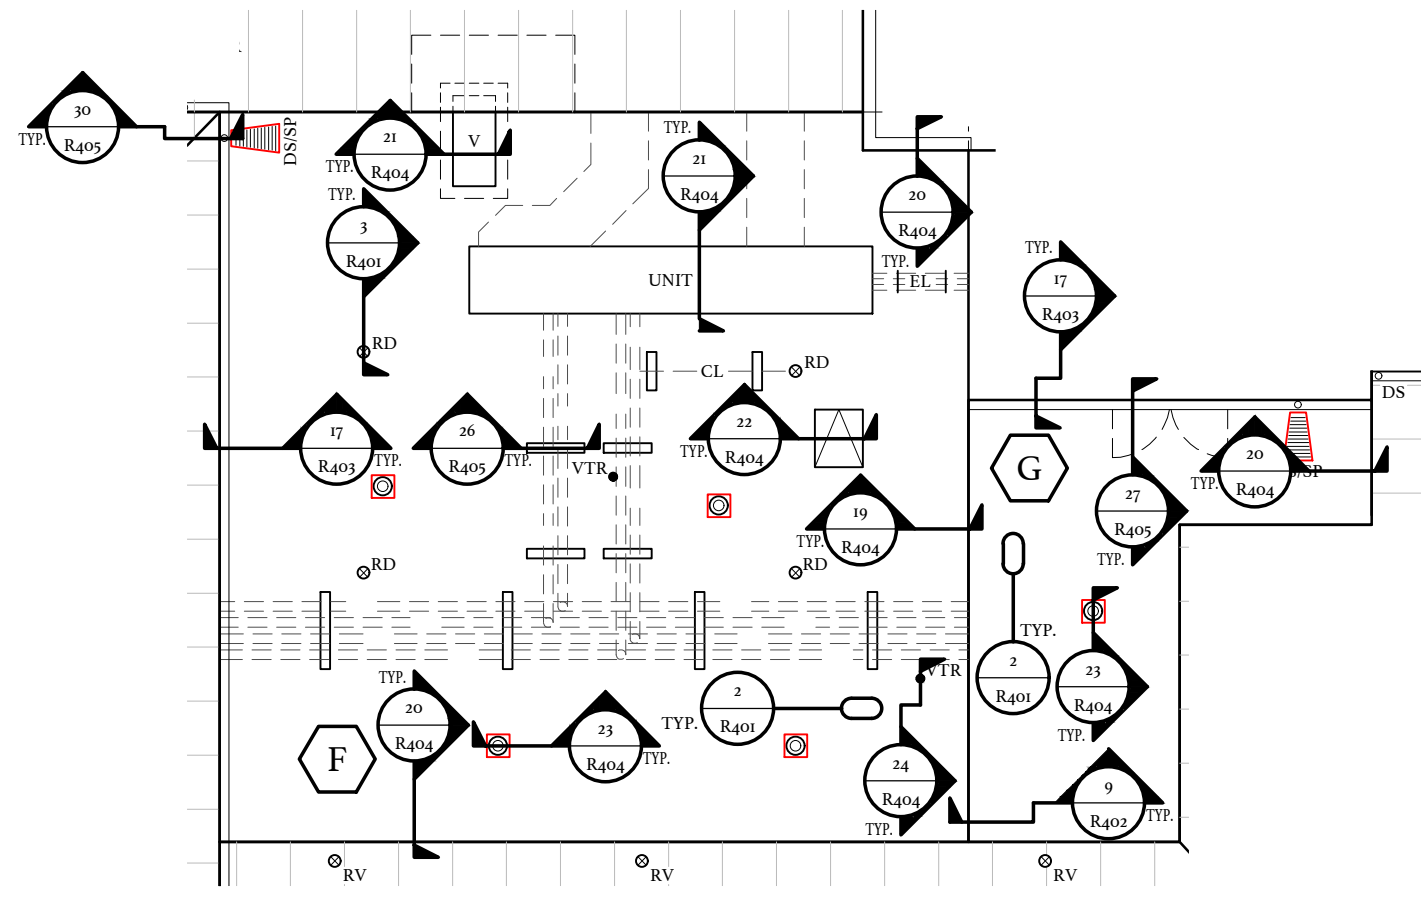 30
R405
TYP.
DS/SP
21
R404
TYP.
V
TYP.
21
R404
20
R404
TYP.
TYP.
3
R401
UNIT
EL
TYP.
17
R403
RD
CL
RD
DS
17
R403
TYP.
26
R405
TYP.
VTR
22
R404
TYP.
G
20
R404
TYP.
/SP
27
R405
TYP.
19
R404
TYP.
RD
RD
TYP.
2
R401
23
R404
TYP.
VTR
TYP.
20
R404
F
23
R404
TYP.
2
R401
TYP.
24
R404
TYP.
9
R402
TYP.
RV
RV
RV